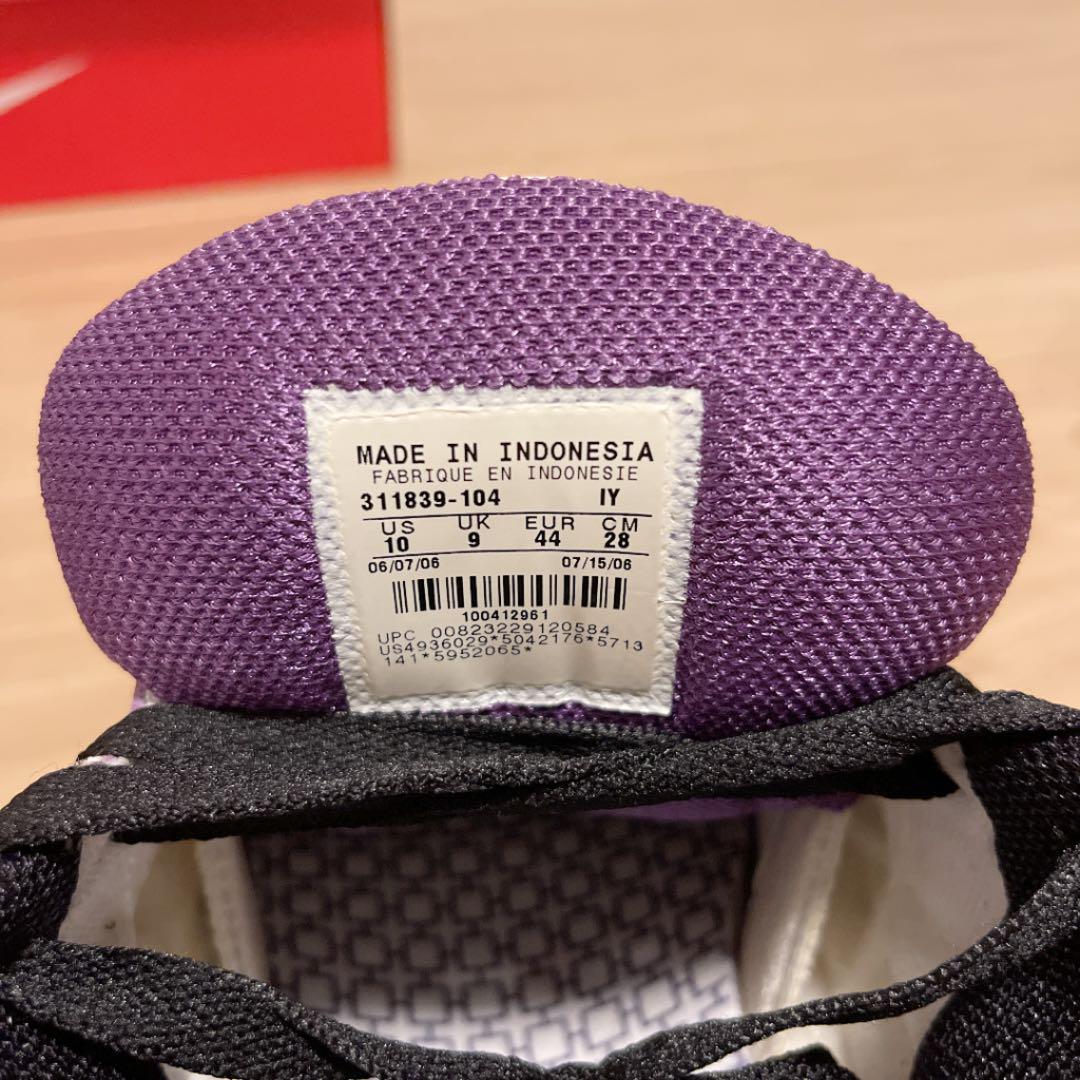 MADE IN INDONESIA
FABRIQUE EN INDONESIE
311839-104 IY
US UK EUR CM
10 9 44 28
06/07/06 07/15/06
100412961
UPC 00823229120584
US4936029*5042176*5713
141*5952065*